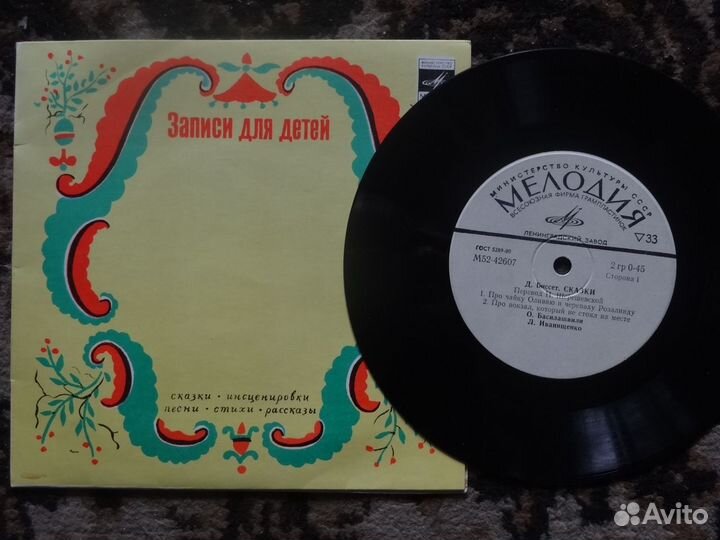 Записи для детей
сказки • инсценировки
песни • стихи • рассказы
МИНИСТЕРСТВО КУЛЬТУРЫ СССР
МЕЛОДИЯ
ВСЕСОЮЗНАЯ ФИРМА ГРАМПЛАСТИНОК
ЛЕНИНГРАДСКИЙ ЗАВОД
▽33
ГОСТ 5289-80
М52-42607
2 гр 0-45
Сторона 1
Д. Биссет. СКАЗКИ
Перевод Н. Шерешевской
1. Про чайку Оливию и черепаху Розалинду
2. Про вокзал, который не стоял на месте
О. Басилашвили
Л. Иванищенко
Avito